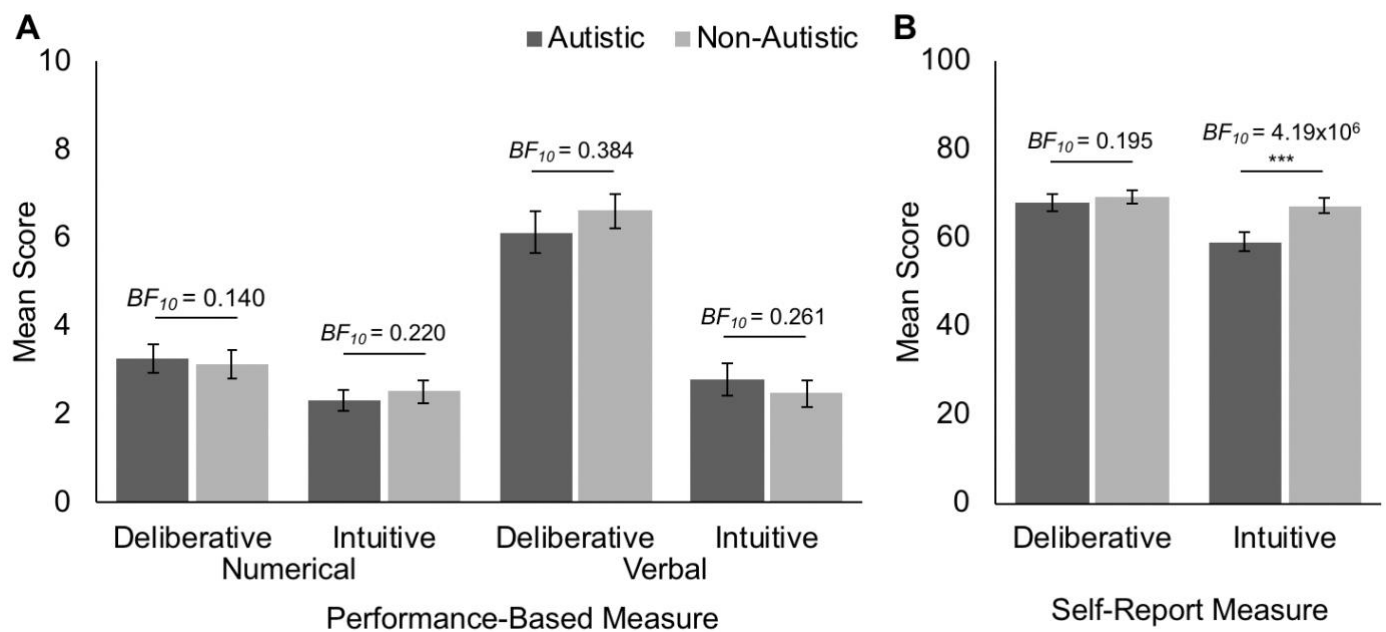 A
Autistic Non-Autistic
10
8
6
4
2
0
Mean Score
BF10 = 0.140
BF10 = 0.220
BF10 = 0.384
BF10 = 0.261
Deliberative Intuitive Deliberative Intuitive
Numerical Verbal
Performance-Based Measure
B
100
80
60
40
20
0
Mean Score
BF10 = 0.195
BF10 = 4.19x10⁶
***
Deliberative Intuitive
Self-Report Measure